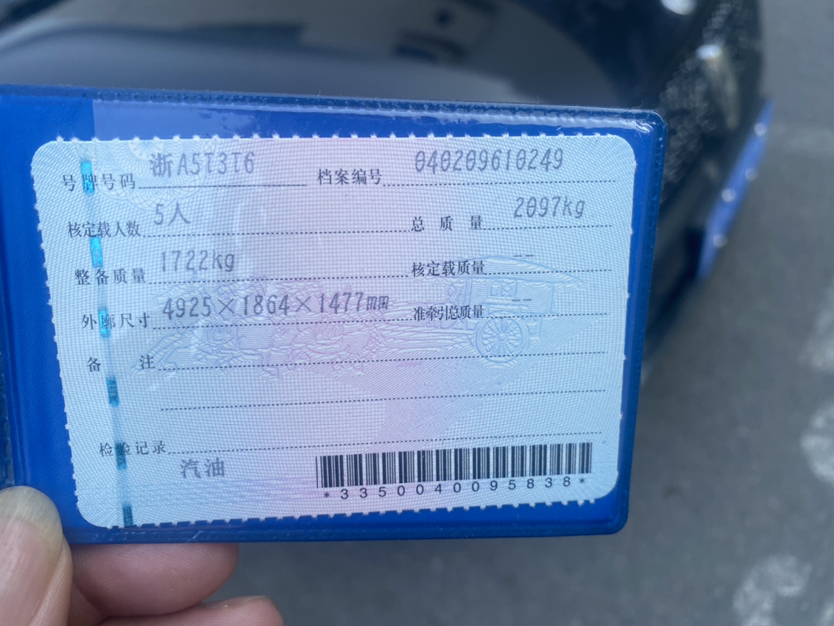 号牌号码 浙A5T3T6 档案编号 040209610249
核定载人数 5人 总质量 2097kg
整备质量 1722kg 核定载质量 --
外廓尺寸 4925×1864×1477mm 准牵引总质量 --
备注
检验记录
汽油
*3350040095838*